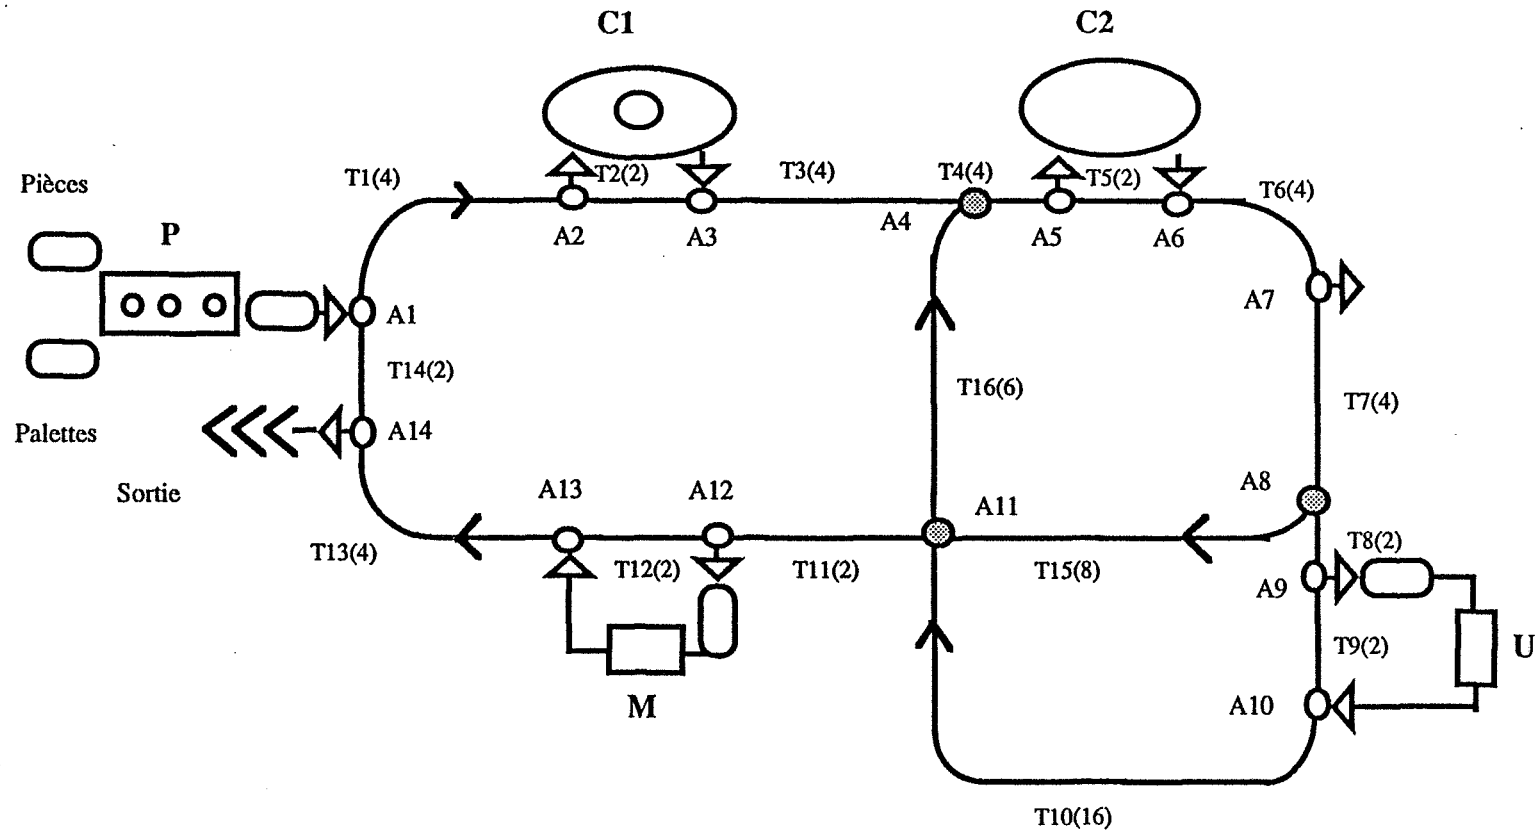 C1
C2
T1(4)
T2(2)
T3(4)
T4(4)
T5(2)
T6(4)
Pièces
P
A2
A3
A4
A5
A6
A7
A1
T14(2)
T16(6)
T7(4)
Palettes
A14
Sortie
A13
A12
A11
A8
T13(4)
T12(2)
T11(2)
T15(8)
T8(2)
A9
T9(2)
U
M
A10
T10(16)